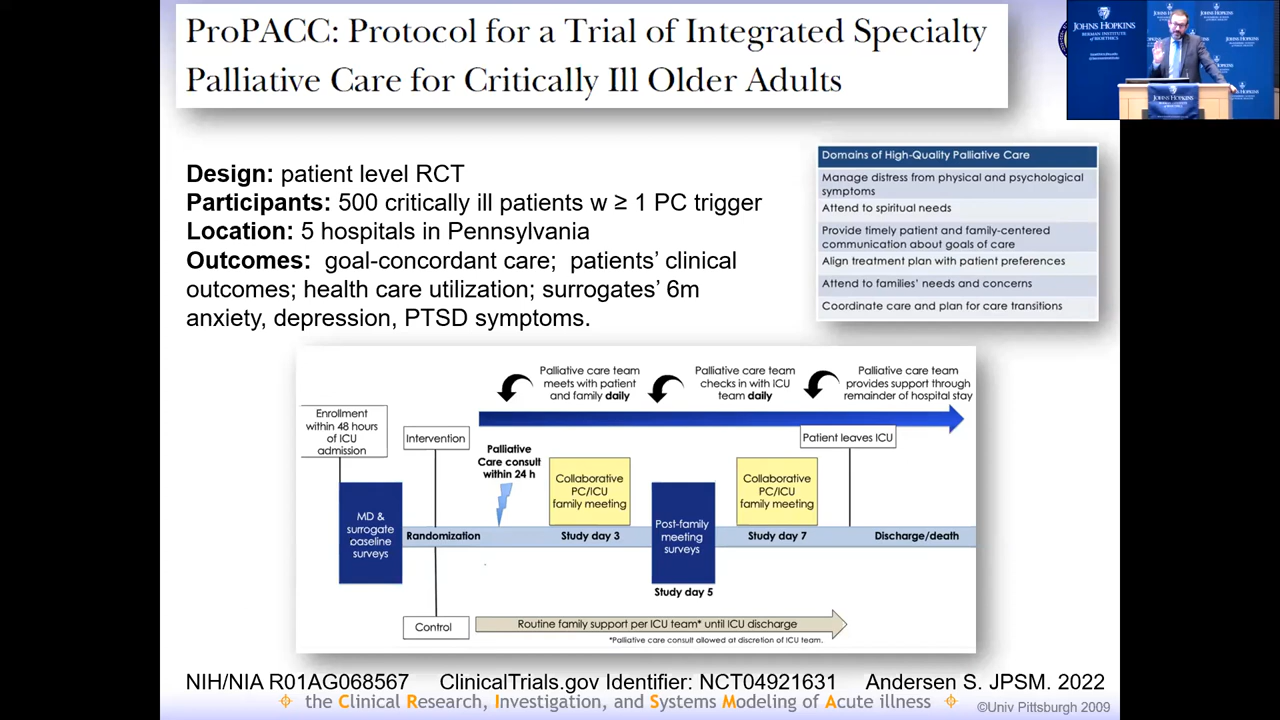 ProPACC: Protocol for a Trial of Integrated Specialty
Palliative Care for Critically Ill Older Adults
JOHNS HOPKINS
BERMAN INSTITUTE
of BIOETHICS
JOHNS HOPKINS
Design: patient level RCT
Participants: 500 critically ill patients w ≥ 1 PC trigger
Location: 5 hospitals in Pennsylvania
Outcomes: goal-concordant care; patients’ clinical
outcomes; health care utilization; surrogates’ 6m
anxiety, depression, PTSD symptoms.
Domains of High-Quality Palliative Care
Manage distress from physical and psychological
symptoms
Attend to spiritual needs
Provide timely patient and family-centered
communication about goals of care
Align treatment plan with patient preferences
Attend to families’ needs and concerns
Coordinate care and plan for care transitions
Palliative care team
meets with patient
and family daily
Palliative care team
checks in with ICU
team daily
Palliative care team
provides support through
remainder of hospital stay
Enrollment
within 48 hours
of ICU
admission
Intervention
Patient leaves ICU
Palliative
Care consult
within 24 h
Collaborative
PC/ICU
family meeting
Collaborative
PC/ICU
family meeting
MD &
surrogate
baseline
surveys
Randomization
Study day 3
Post-family
meeting
surveys
Study day 7
Discharge/death
Study day 5
Control
Routine family support per ICU team* until ICU discharge
*Palliative care consult allowed at discretion of ICU team.
NIH/NIA R01AG068567 ClinicalTrials.gov Identifier: NCT04921631 Andersen S. JPSM. 2022
the Clinical Research, Investigation, and Systems Modeling of Acute illness
©Univ Pittsburgh 2009